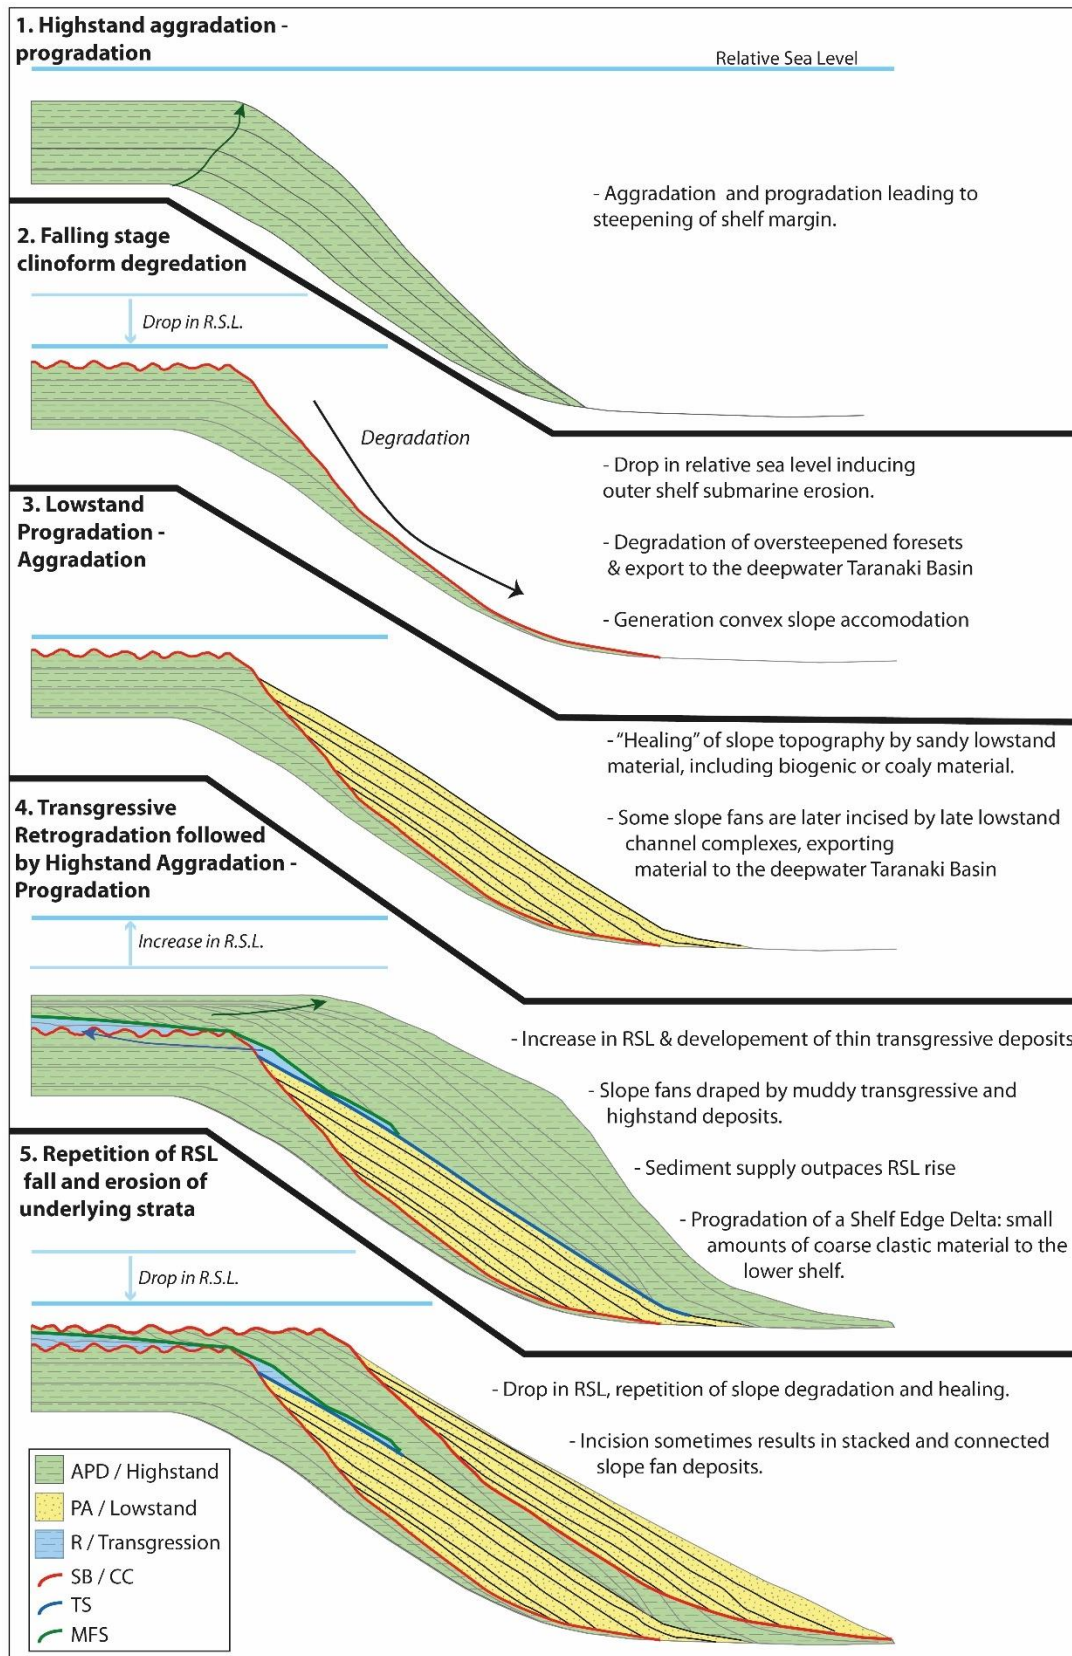 1. Highstand aggradation -
progradation
Relative Sea Level
- Aggradation and progradation leading to
steepening of shelf margin.
2. Falling stage
clinoform degredation
Drop in R.S.L.
Degradation
- Drop in relative sea level inducing
outer shelf submarine erosion.
- Degradation of oversteepened foresets
& export to the deepwater Taranaki Basin
- Generation convex slope accomodation
3. Lowstand
Progradation -
Aggradation
- “Healing” of slope topography by sandy lowstand
material, including biogenic or coaly material.
- Some slope fans are later incised by late lowstand
channel complexes, exporting
material to the deepwater Taranaki Basin
4. Transgressive
Retrogradation followed
by Highstand Aggradation -
Progradation
Increase in R.S.L.
- Increase in RSL & developement of thin transgressive deposits
- Slope fans draped by muddy transgressive and
highstand deposits.
- Sediment supply outpaces RSL rise
- Progradation of a Shelf Edge Delta: small
amounts of coarse clastic material to the
lower shelf.
5. Repetition of RSL
fall and erosion of
underlying strata
Drop in R.S.L.
- Drop in RSL, repetition of slope degradation and healing.
- Incision sometimes results in stacked and connected
slope fan deposits.
APD / Highstand
PA / Lowstand
R / Transgression
SB / CC
TS
MFS